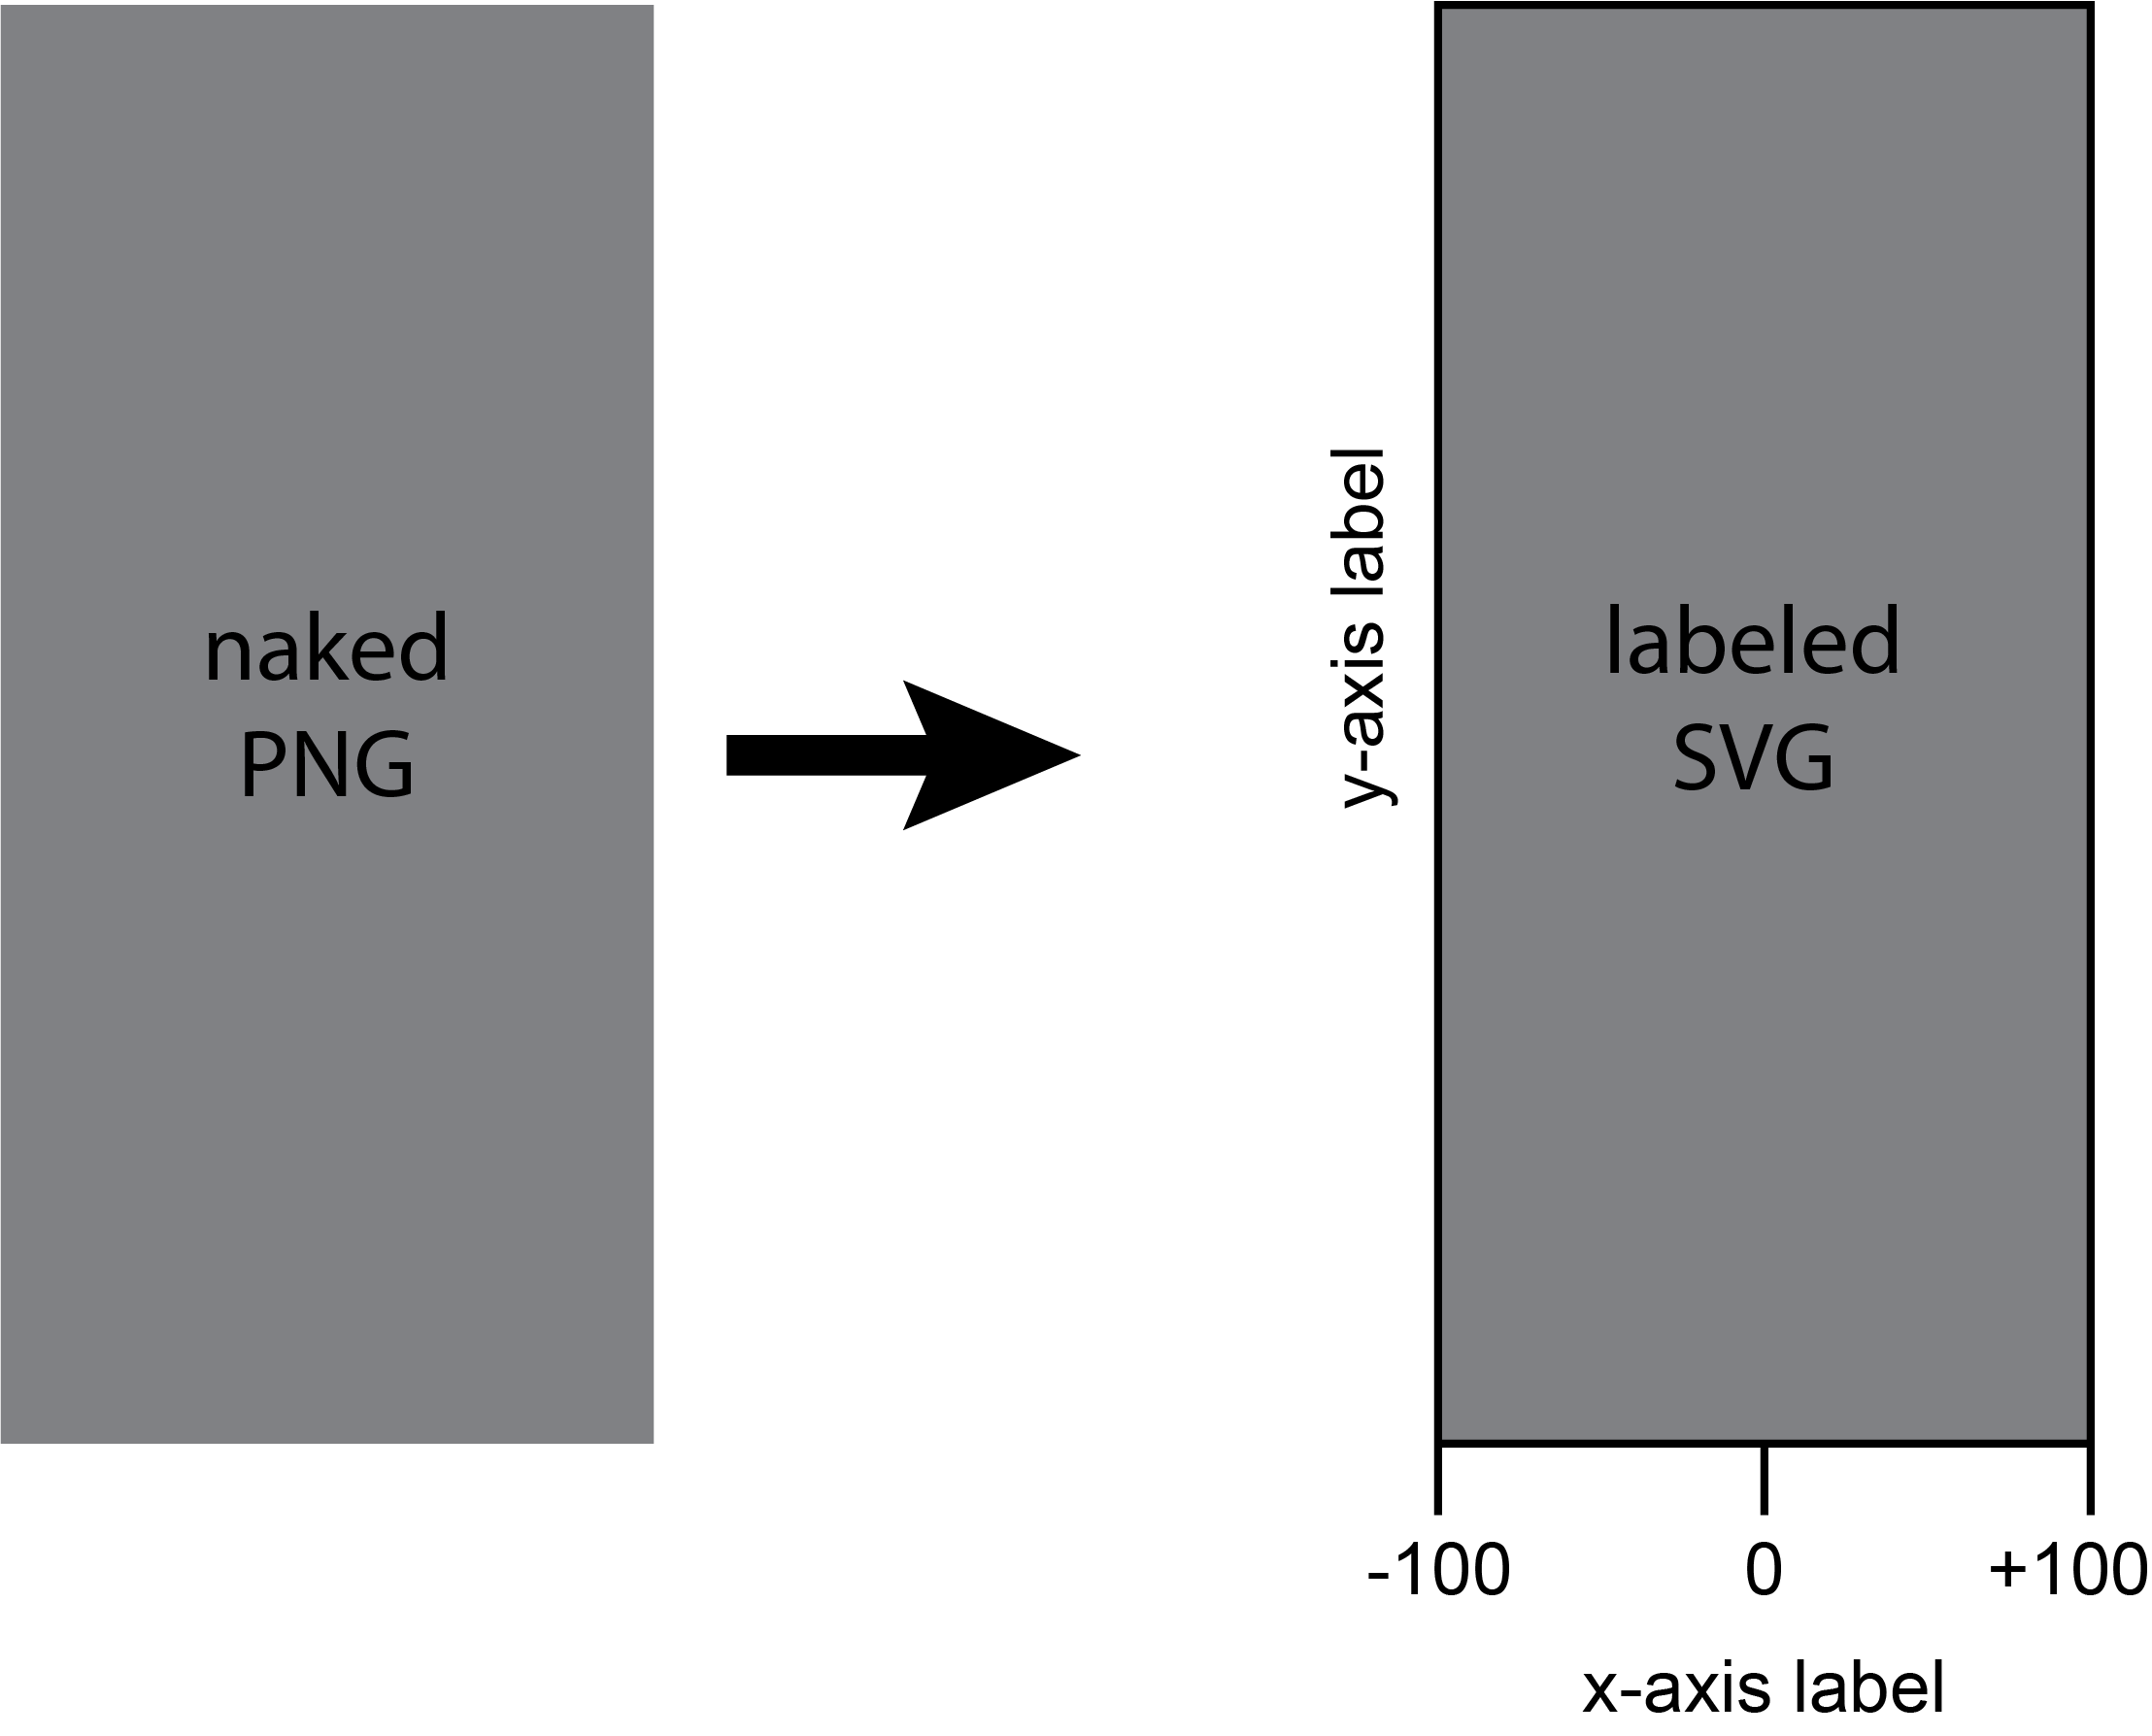 naked
PNG
y-axis label
labeled
SVG
-100
0
+100
x-axis label